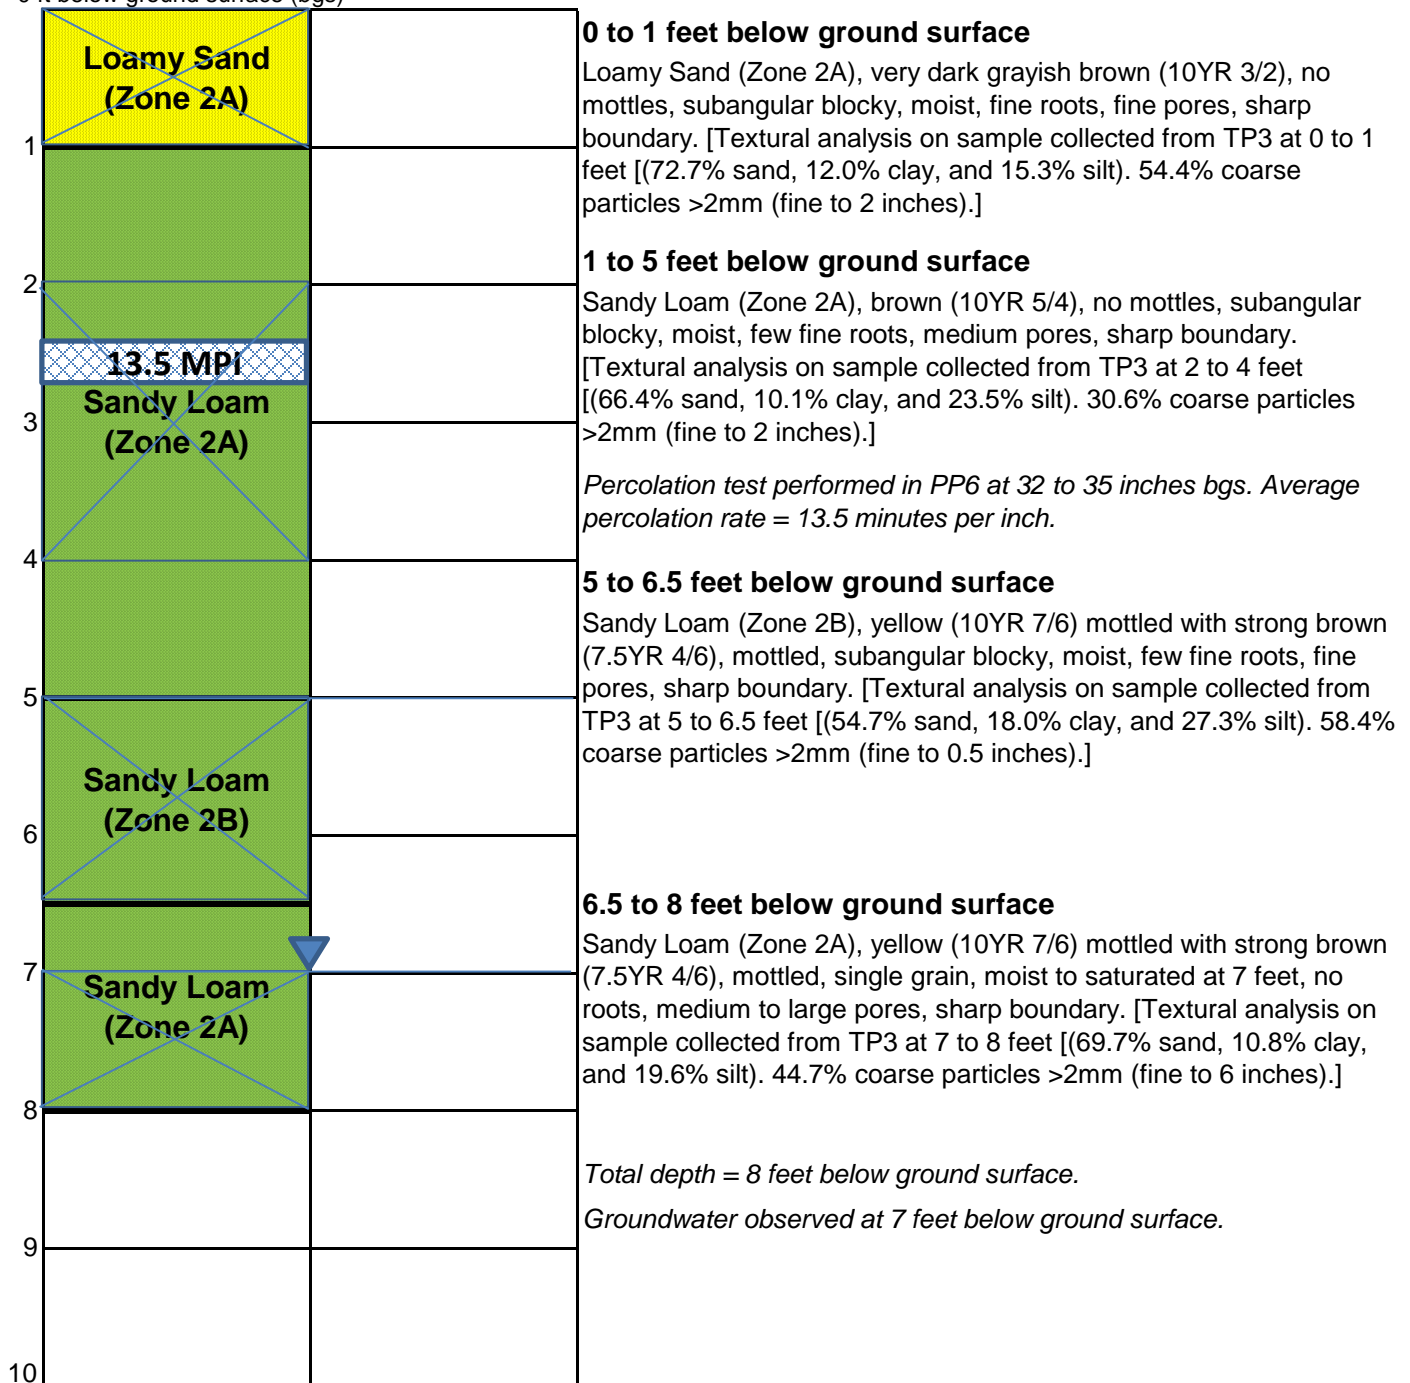 0 ft below ground surface (bgs)
Loamy Sand
(Zone 2A)
1
2
13.5 MPI
Sandy Loam
3
(Zone 2A)
4
5
Sandy Loam
(Zone 2B)
6
7
Sandy Loam
(Zone 2A)
8
9
10
0 to 1 feet below ground surface
Loamy Sand (Zone 2A), very dark grayish brown (10YR 3/2), no
mottles, subangular blocky, moist, fine roots, fine pores, sharp
boundary. [Textural analysis on sample collected from TP3 at 0 to 1
feet [(72.7% sand, 12.0% clay, and 15.3% silt). 54.4% coarse
particles >2mm (fine to 2 inches).]
1 to 5 feet below ground surface
Sandy Loam (Zone 2A), brown (10YR 5/4), no mottles, subangular
blocky, moist, few fine roots, medium pores, sharp boundary.
[Textural analysis on sample collected from TP3 at 2 to 4 feet
[(66.4% sand, 10.1% clay, and 23.5% silt). 30.6% coarse particles
>2mm (fine to 2 inches).]
Percolation test performed in PP6 at 32 to 35 inches bgs. Average
percolation rate = 13.5 minutes per inch.
5 to 6.5 feet below ground surface
Sandy Loam (Zone 2B), yellow (10YR 7/6) mottled with strong brown
(7.5YR 4/6), mottled, subangular blocky, moist, few fine roots, fine
pores, sharp boundary. [Textural analysis on sample collected from
TP3 at 5 to 6.5 feet [(54.7% sand, 18.0% clay, and 27.3% silt). 58.4%
coarse particles >2mm (fine to 0.5 inches).]
6.5 to 8 feet below ground surface
Sandy Loam (Zone 2A), yellow (10YR 7/6) mottled with strong brown
(7.5YR 4/6), mottled, single grain, moist to saturated at 7 feet, no
roots, medium to large pores, sharp boundary. [Textural analysis on
sample collected from TP3 at 7 to 8 feet [(69.7% sand, 10.8% clay,
and 19.6% silt). 44.7% coarse particles >2mm (fine to 6 inches).]
Total depth = 8 feet below ground surface.
Groundwater observed at 7 feet below ground surface.